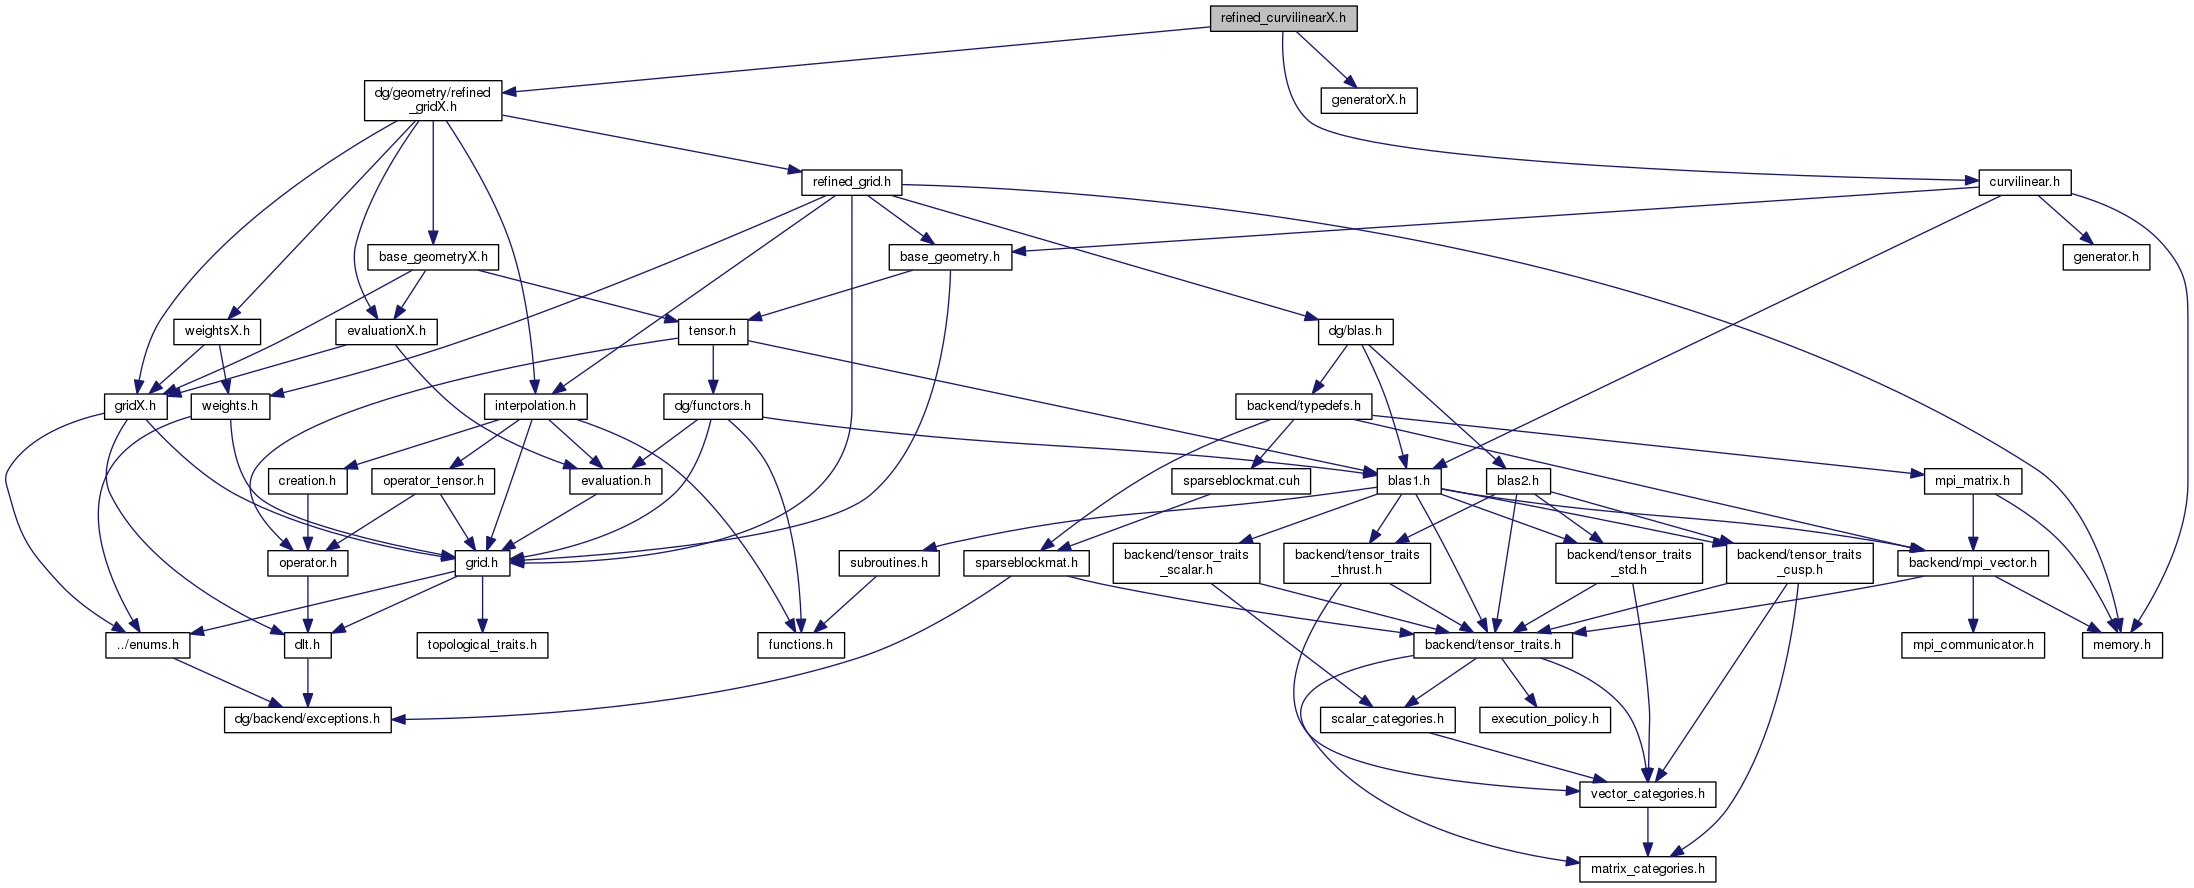 refined_curvilinearX.h
dg/geometry/refined
_gridX.h
generatorX.h
refined_grid.h
curvilinear.h
base_geometryX.h
base_geometry.h
generator.h
weightsX.h
evaluationX.h
tensor.h
dg/blas.h
gridX.h
weights.h
interpolation.h
dg/functors.h
backend/typedefs.h
creation.h
operator_tensor.h
evaluation.h
sparseblockmat.cuh
blas1.h
blas2.h
mpi_matrix.h
operator.h
grid.h
subroutines.h
sparseblockmat.h
backend/tensor_traits
_scalar.h
backend/tensor_traits
_thrust.h
backend/tensor_traits
_std.h
backend/tensor_traits
_cusp.h
backend/mpi_vector.h
../enums.h
dlt.h
topological_traits.h
functions.h
backend/tensor_traits.h
mpi_communicator.h
memory.h
dg/backend/exceptions.h
scalar_categories.h
execution_policy.h
vector_categories.h
matrix_categories.h